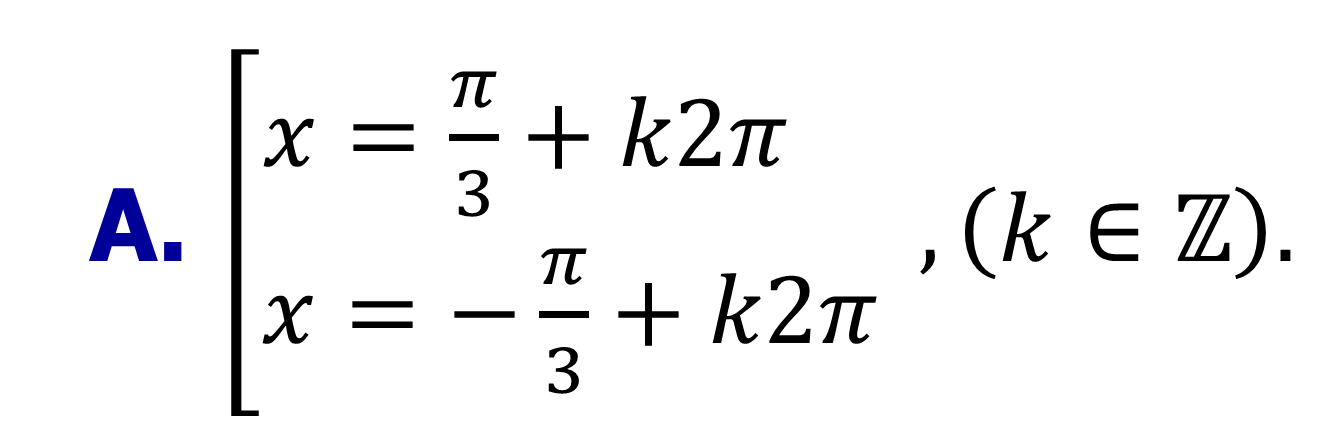 A. [ x = π/3 + k2π
x = −π/3 + k2π , (k ∈ ℤ).